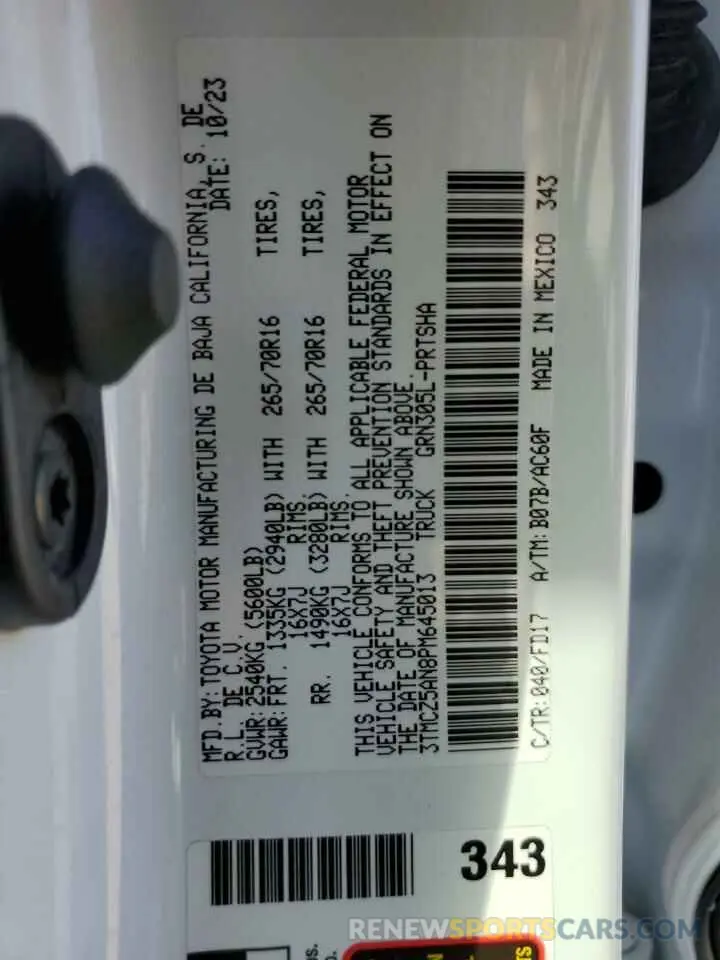 MFD.BY:TOYOTA MOTOR MANUFACTURING DE BAJA CALIFORNIA, S. DE
R.L. DE C.V. DATE: 10/23
GVWR:2540KG (5600LB)
GAWR:FRT. 1335KG (2940LB) WITH 265/70R16 TIRES,
16X7J RIMS.
RR. 1490KG (3280LB) WITH 265/70R16 TIRES,
16X7J RIMS.
THIS VEHICLE CONFORMS TO ALL APPLICABLE FEDERAL MOTOR
VEHICLE SAFETY AND THEFT PREVENTION STANDARDS IN EFFECT ON
THE DATE OF MANUFACTURE SHOWN ABOVE.
3TMCZ5AN8PM645013 TRUCK GRN305L-PRTSHA
C/TR:040/FD17 A/TM:B07B/AC60F MADE IN MEXICO 343
343
RENEWSPORTSCARS.COM